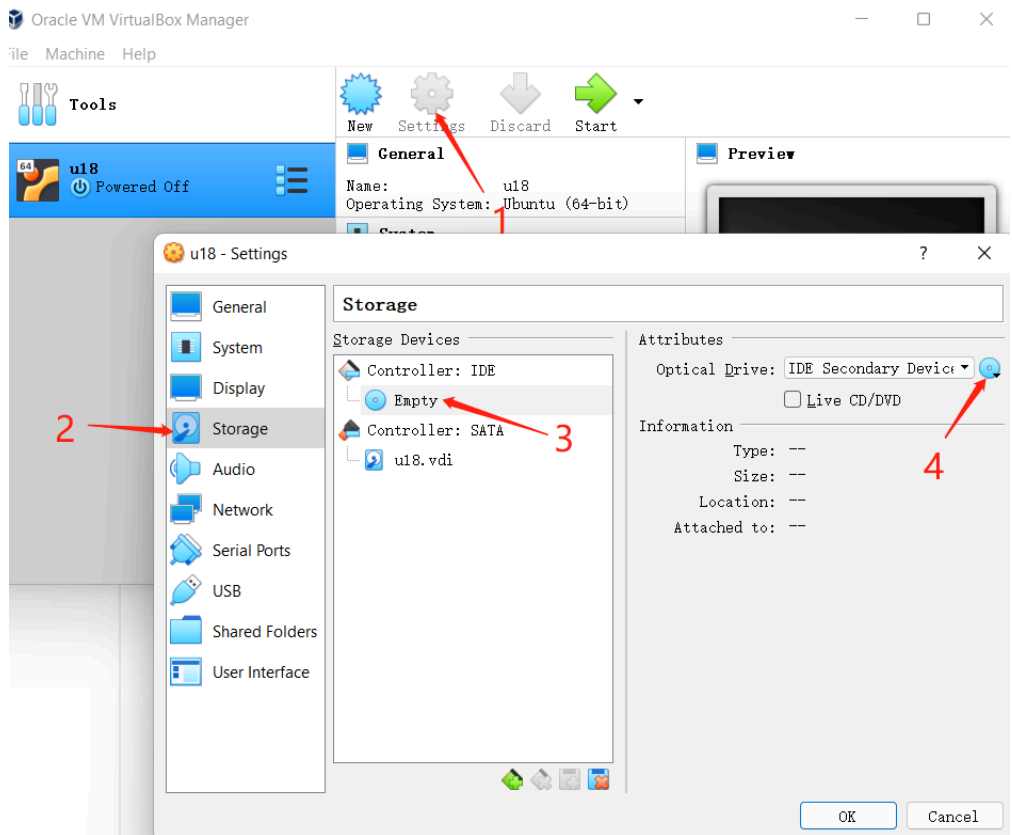 Oracle VM VirtualBox Manager
File Machine Help
Tools
New Settings Discard Start
64
u18
Powered Off
General
Name: u18
Operating System: Ubuntu (64-bit)
System
Preview
1
u18 - Settings ?
General
System
Display
Storage
Audio
Network
Serial Ports
USB
Shared Folders
User Interface
2
Storage
Storage Devices
Controller: IDE
Empty
Controller: SATA
u18.vdi
3
Attributes
Optical Drive: IDE Secondary Device
Live CD/DVD
Information
Type: --
Size: --
Location: --
Attached to: --
4
OK Cancel